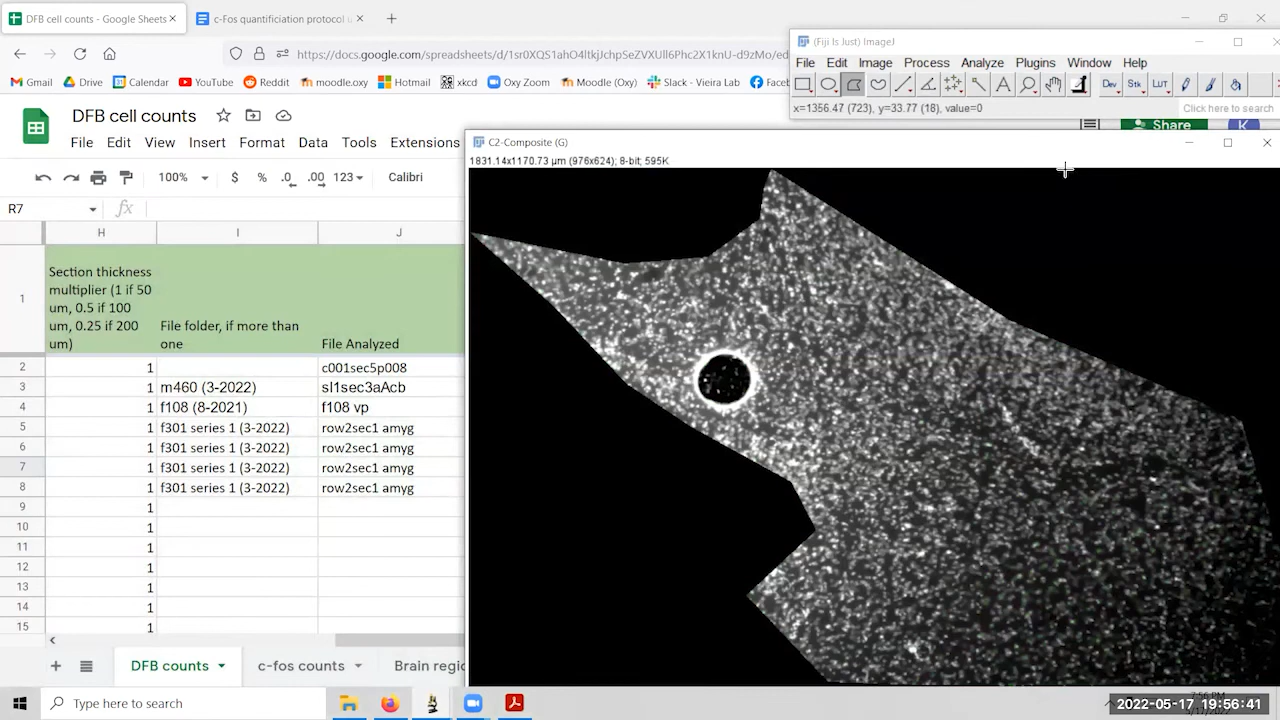 DFB cell counts - Google Sheets
c-Fos quantificiation protocol u
https://docs.google.com/spreadsheets/d/1sr0XdS1ahO4ltkjJchpSeZVXUll6Phc2X1knU-d9zMo/ed
Gmail
Drive
Calendar
YouTube
Reddit
moodle.oxy
Hotmail
xkcd
Oxy Zoom
Moodle (Oxy)
Slack - Vieira Lab
Faceb
DFB cell counts
File Edit View Insert Format Data Tools Extensions
Share
K
100% $ % .0 .00 123 Calibri
R7 fx
H I J
1
Section thickness
multiplier (1 if 50
um, 0.5 if 100
um, 0.25 if 200
um)
File folder, if more than
one
File Analyzed
2 1 c001sec5p008
3 1 m460 (3-2022) sl1sec3aAcb
4 1 f108 (8-2021) f108 vp
5 1 f301 series 1 (3-2022) row2sec1 amyg
6 1 f301 series 1 (3-2022) row2sec1 amyg
7 1 f301 series 1 (3-2022) row2sec1 amyg
8 1 f301 series 1 (3-2022) row2sec1 amyg
9 1
10 1
11 1
12 1
13 1
14 1
15 1
DFB counts
c-fos counts
Brain regio
(Fiji Is Just) ImageJ
File Edit Image Process Analyze Plugins Window Help
Dev Stk LUT
x=1356.47 (723), y=33.77 (18), value=0
Click here to search
C2-Composite (G)
1831.14x1170.73 µm (976x624); 8-bit; 595K
Type here to search
7:56 PM
2022-05-17 19:56:41